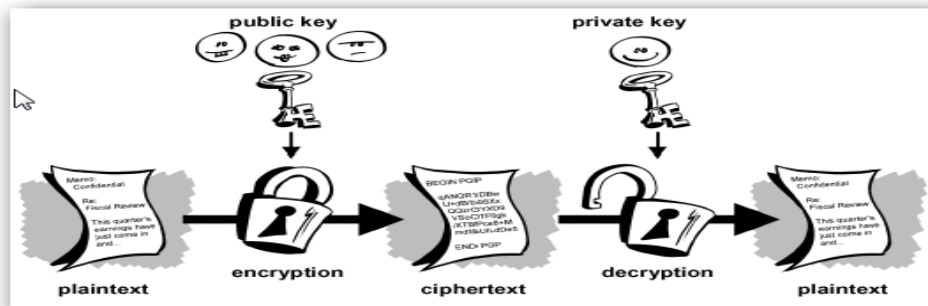 public key
private key
Memo:
Confidential
Re:
Fiscal Review
This quarter's
earnings have
just come in
and...
BEGIN PGP
END PGP
Memo:
Confidential
Re:
Fiscal Review
This quarter's
earnings have
just come in
and...
encryption
decryption
plaintext
ciphertext
plaintext